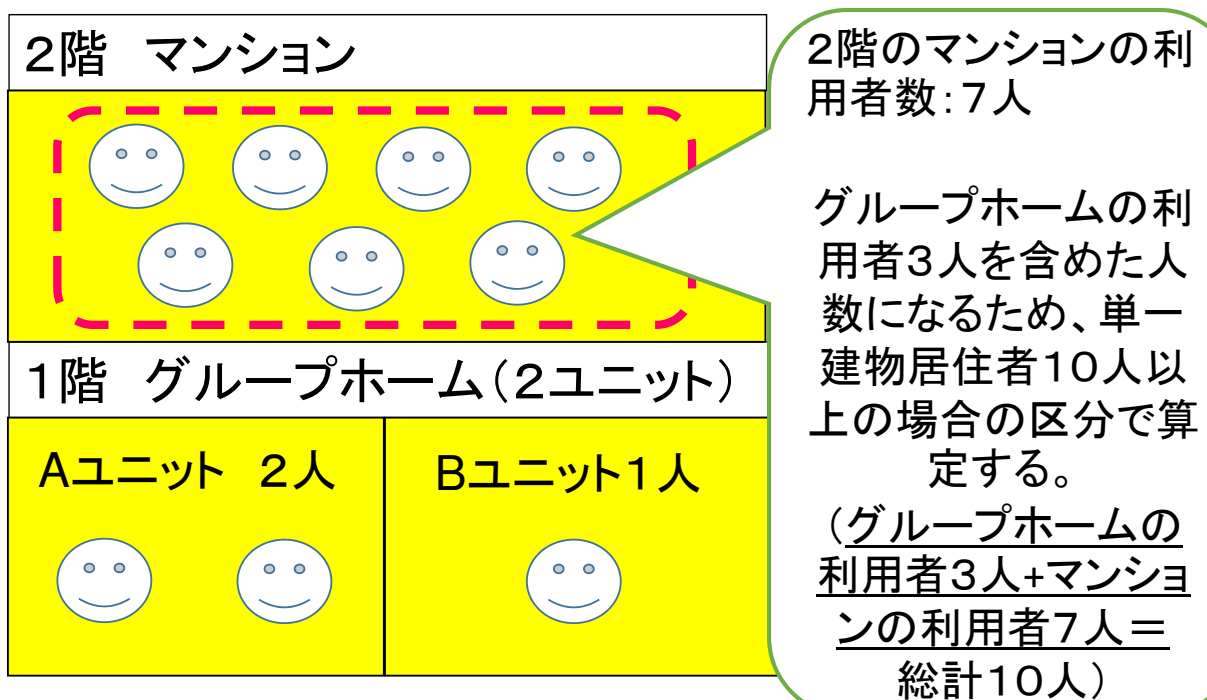 2階 マンション
1階 グループホーム(2ユニット)
Aユニット 2人
Bユニット1人
2階のマンションの利
用者数:7人
グループホームの利
用者3人を含めた人
数になるため、単一
建物居住者10人以
上の場合の区分で算
定する。
(グループホームの
利用者3人+マンショ
ンの利用者7人=
総計10人)